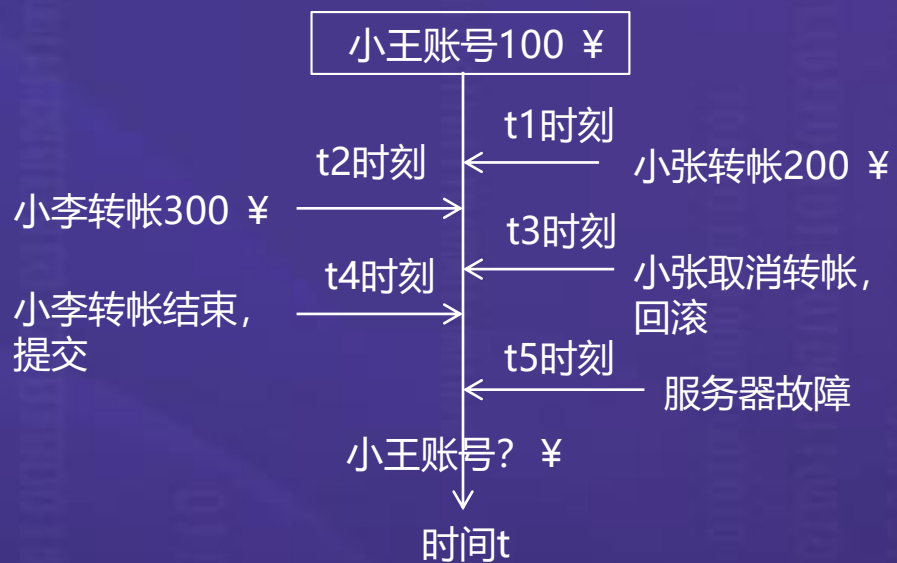 小王账号100 ¥
t1时刻
小张转帐200 ¥
t2时刻
小李转帐300 ¥
t3时刻
小张取消转帐，
回滚
t4时刻
小李转帐结束，
提交
t5时刻
服务器故障
小王账号？ ¥
时间t